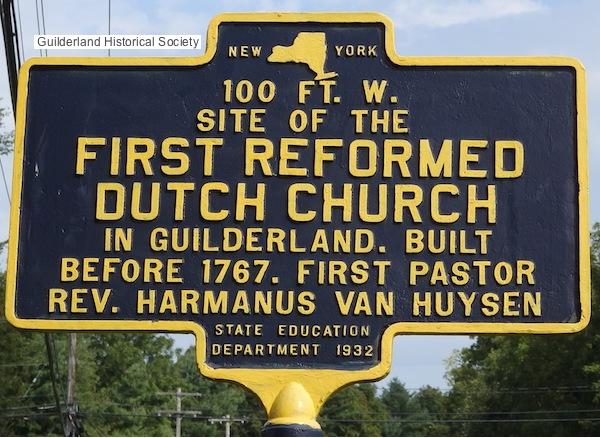 Guilderland Historical Society
NEW YORK
100 FT. W.
SITE OF THE
FIRST REFORMED
DUTCH CHURCH
IN GUILDERLAND. BUILT
BEFORE 1767. FIRST PASTOR
REV. HARMANUS VAN HUYSEN
STATE EDUCATION
DEPARTMENT 1932